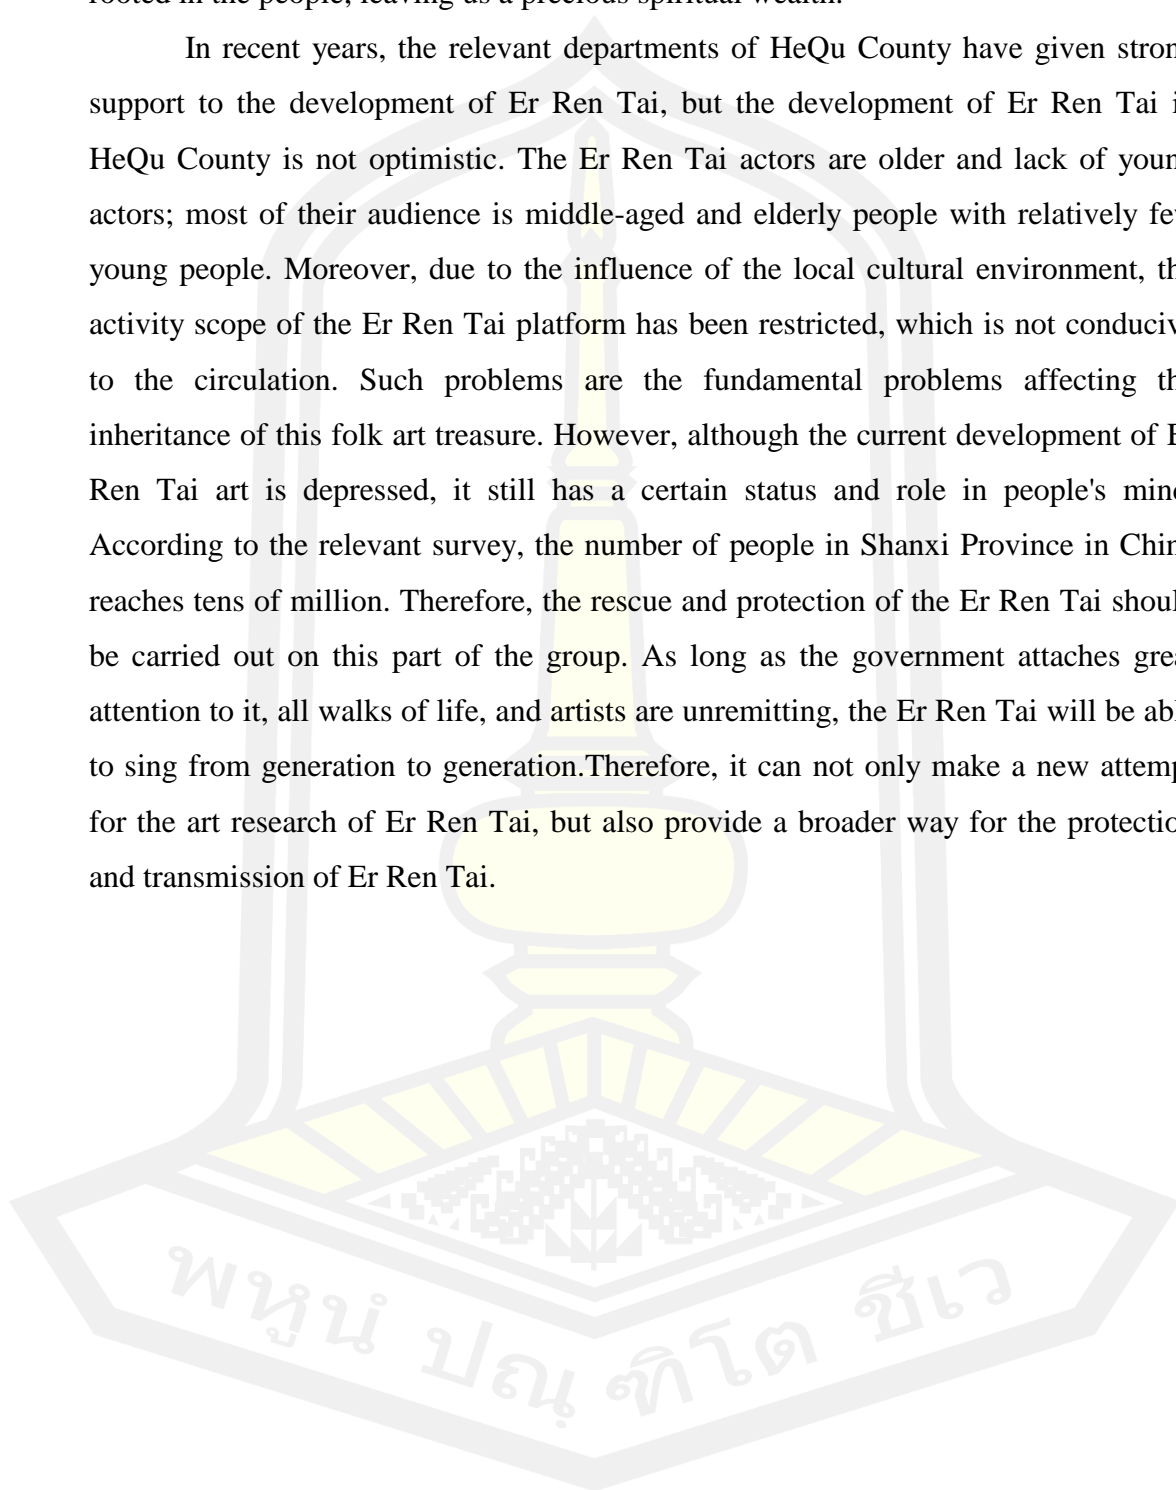 rooted in the people, leaving us a precious spiritual wealth.
In recent years, the relevant departments of HeQu County have given stron
support to the development of Er Ren Tai, but the development of Er Ren Tai i
HeQu County is not optimistic. The Er Ren Tai actors are older and lack of youn
actors; most of their audience is middle-aged and elderly people with relatively fe
young people. Moreover, due to the influence of the local cultural environment, th
activity scope of the Er Ren Tai platform has been restricted, which is not conduciv
to the circulation. Such problems are the fundamental problems affecting th
inheritance of this folk art treasure. However, although the current development of E
Ren Tai art is depressed, it still has a certain status and role in people's mind
According to the relevant survey, the number of people in Shanxi Province in Chin
reaches tens of million. Therefore, the rescue and protection of the Er Ren Tai shoul
be carried out on this part of the group. As long as the government attaches grea
attention to it, all walks of life, and artists are unremitting, the Er Ren Tai will be abl
to sing from generation to generation.Therefore, it can not only make a new attemp
for the art research of Er Ren Tai, but also provide a broader way for the protectio
and transmission of Er Ren Tai.
พหูนํ ปณฺฑิโต ชีเว